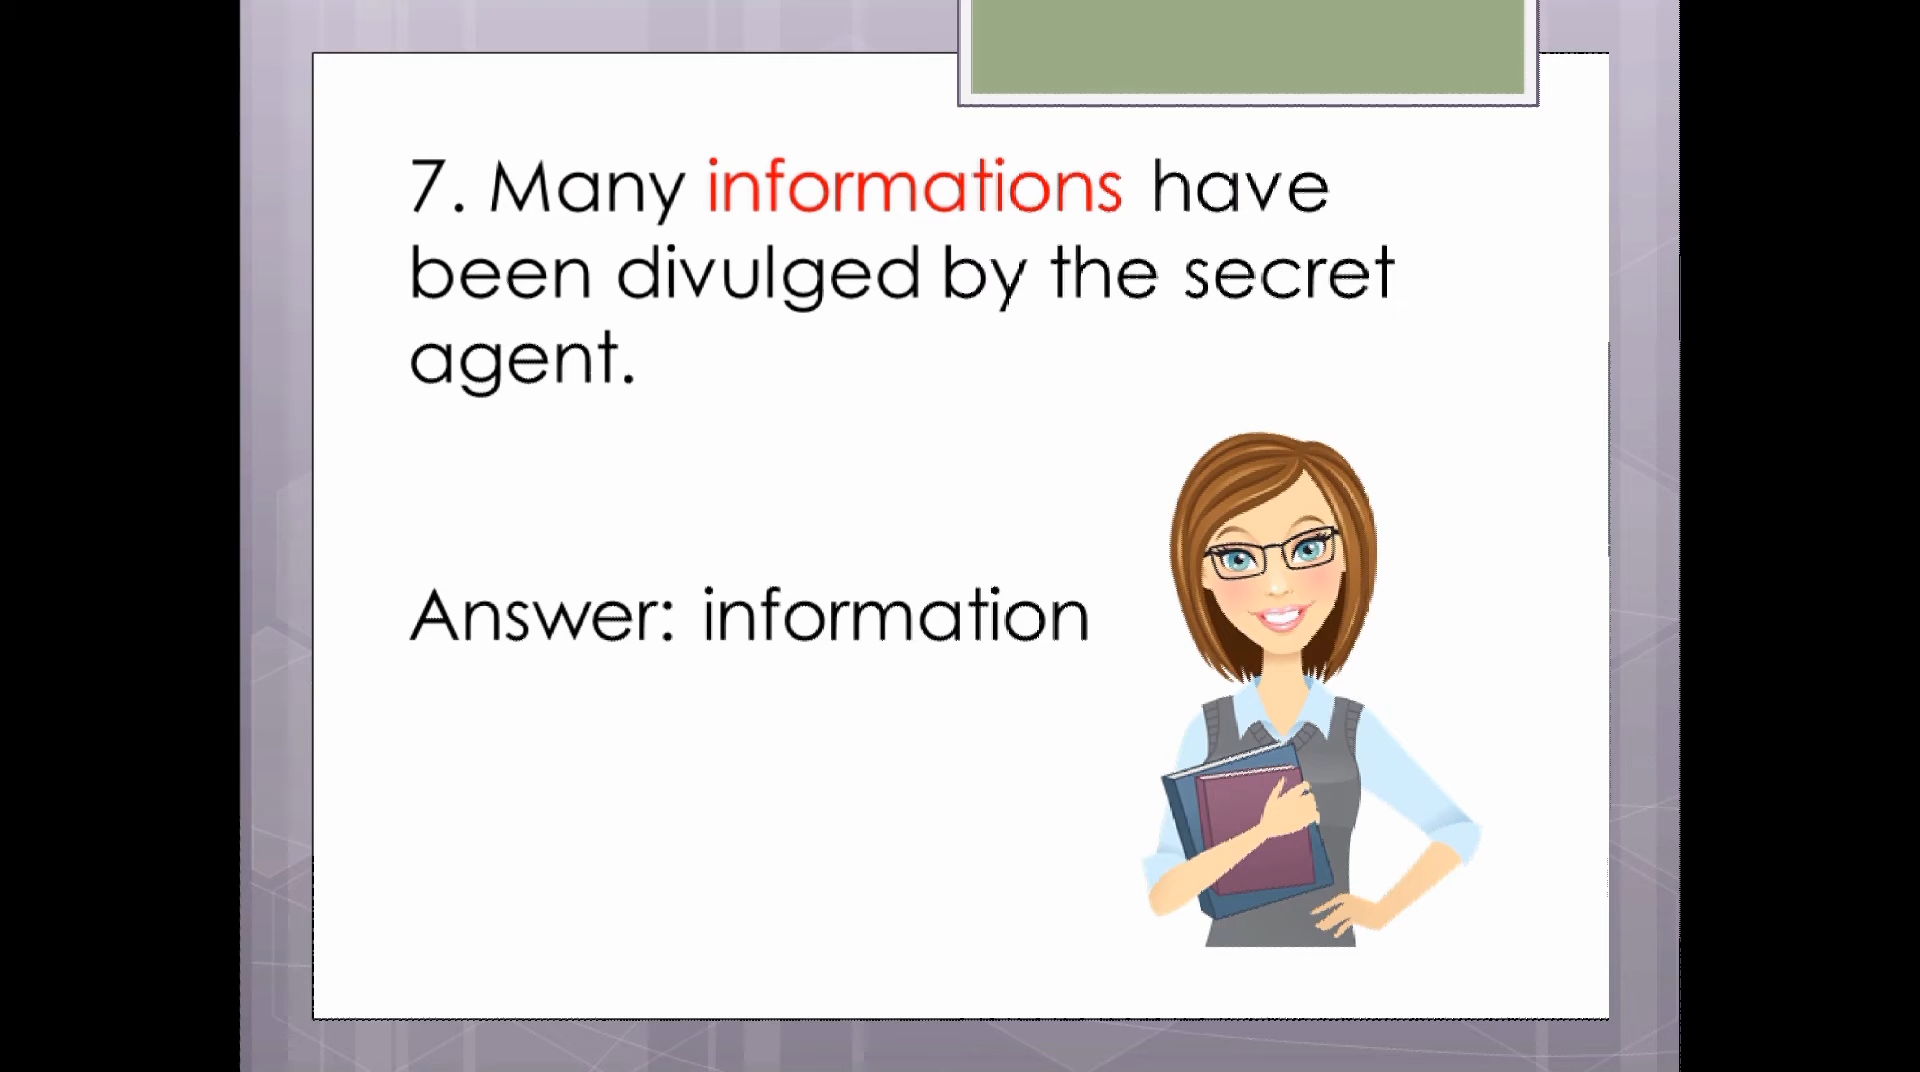 7. Many informations have
been divulged by the secret
agent.
Answer: information